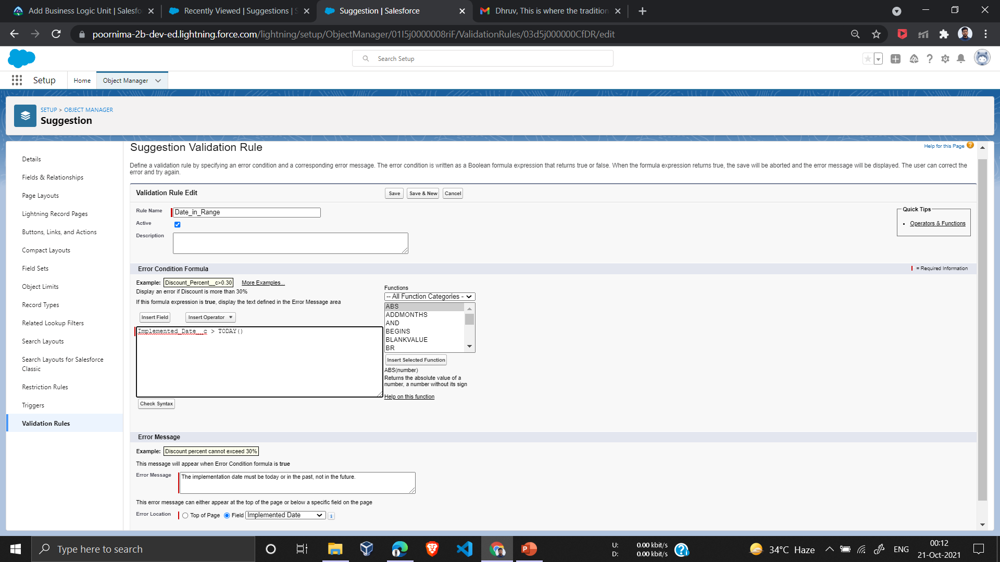 Add Business Logic Unit | Salesfo
Recently Viewed | Suggestions | S
Suggestion | Salesforce
Dhruv, This is where the tradition
poornima-2b-dev-ed.lightning.force.com/lightning/setup/ObjectManager/01I5j0000008riF/ValidationRules/03d5j000000CfDR/edit
Search Setup
Setup
Home
Object Manager
SETUP > OBJECT MANAGER
Suggestion
Details
Fields & Relationships
Page Layouts
Lightning Record Pages
Buttons, Links, and Actions
Compact Layouts
Field Sets
Object Limits
Record Types
Related Lookup Filters
Search Layouts
Search Layouts for Salesforce
Classic
Restriction Rules
Triggers
Validation Rules
Suggestion Validation Rule
Help for this Page
Define a validation rule by specifying an error condition and a corresponding error message. The error condition is written as a Boolean formula expression that returns true or false. When the formula expression returns true, the save will be aborted and the error message will be displayed. The user can correct the
error and try again.
Validation Rule Edit
Save
Save & New
Cancel
Rule Name
Date_in_Range
Active
Description
Quick Tips
• Operators & Functions
Error Condition Formula
= Required Information
Example: Discount_Percent__c>0.30 More Examples...
Display an error if Discount is more than 30%
If this formula expression is true, display the text defined in the Error Message area
Insert Field
Insert Operator
Implemented_Date__c > TODAY()
Check Syntax
Functions
-- All Function Categories -
ABS
ADDMONTHS
AND
BEGINS
BLANKVALUE
BR
Insert Selected Function
ABS(number)
Returns the absolute value of a
number, a number without its sign
Help on this function
Error Message
Example: Discount percent cannot exceed 30%
This message will appear when Error Condition formula is true
Error Message
The implementation date must be today or in the past, not in the future.
This error message can either appear at the top of the page or below a specific field on the page
Error Location
Top of Page
Field
Implemented Date
Type here to search
U: 0.00 kbit/s
D: 0.00 kbit/s
34°C Haze
ENG
00:12
21-Oct-2021